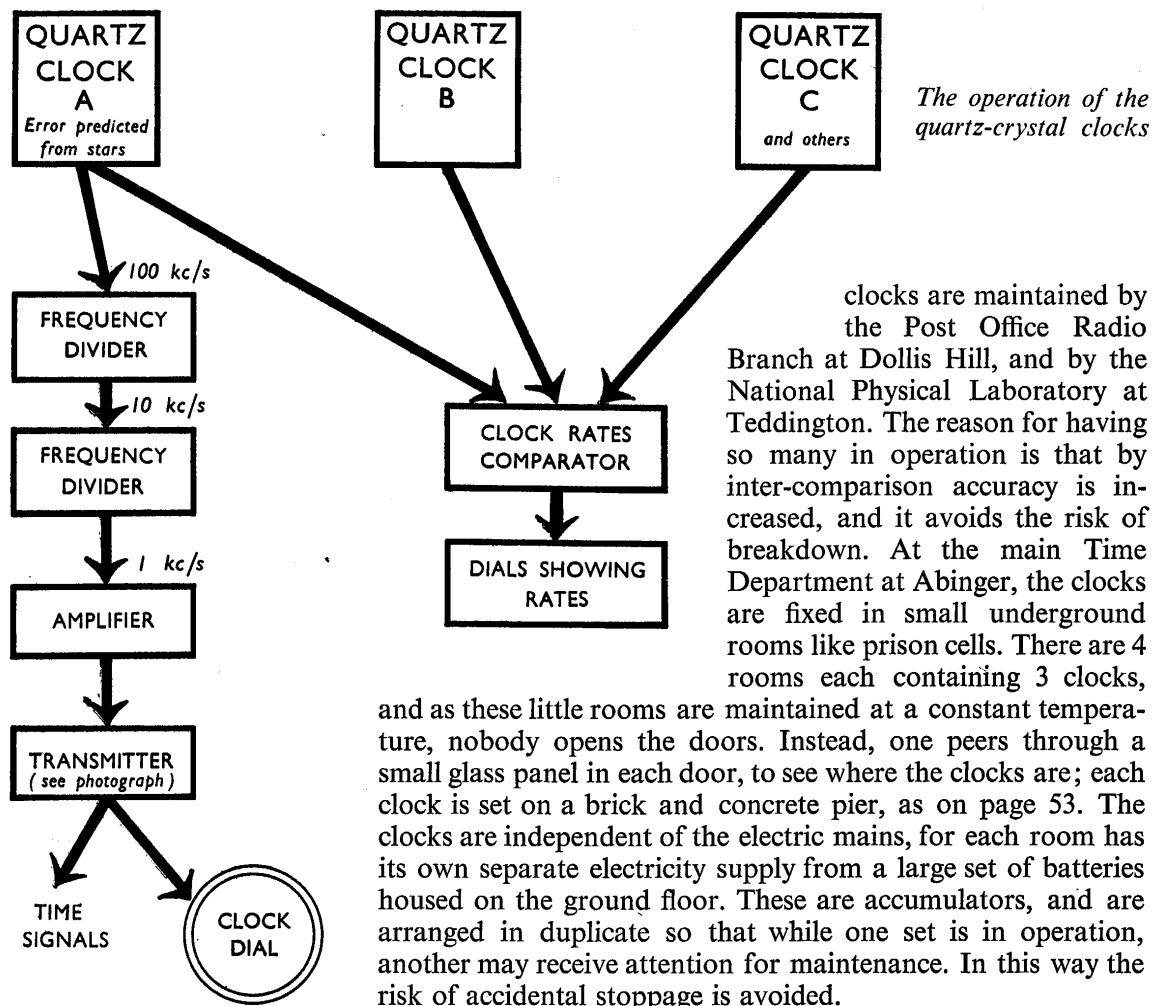 QUARTZ
CLOCK
A
Error predicted
from stars
QUARTZ
CLOCK
B
QUARTZ
CLOCK
C
and others
The operation of the
quartz-crystal clocks
100 kc/s
FREQUENCY
DIVIDER
10 kc/s
FREQUENCY
DIVIDER
1 kc/s
AMPLIFIER
TRANSMITTER
(see photograph)
TIME
SIGNALS
CLOCK
DIAL
CLOCK RATES
COMPARATOR
DIALS SHOWING
RATES
clocks are maintained by
the Post Office Radio
Branch at Dollis Hill, and by the
National Physical Laboratory at
Teddington. The reason for having
so many in operation is that by
inter-comparison accuracy is in-
creased, and it avoids the risk of
breakdown. At the main Time
Department at Abinger, the clocks
are fixed in small underground
rooms like prison cells. There are 4
rooms each containing 3 clocks,
and as these little rooms are maintained at a constant tempera-
ture, nobody opens the doors. Instead, one peers through a
small glass panel in each door, to see where the clocks are; each
clock is set on a brick and concrete pier, as on page 53. The
clocks are independent of the electric mains, for each room has
its own separate electricity supply from a large set of batteries
housed on the ground floor. These are accumulators, and are
arranged in duplicate so that while one set is in operation,
another may receive attention for maintenance. In this way the
risk of accidental stoppage is avoided.